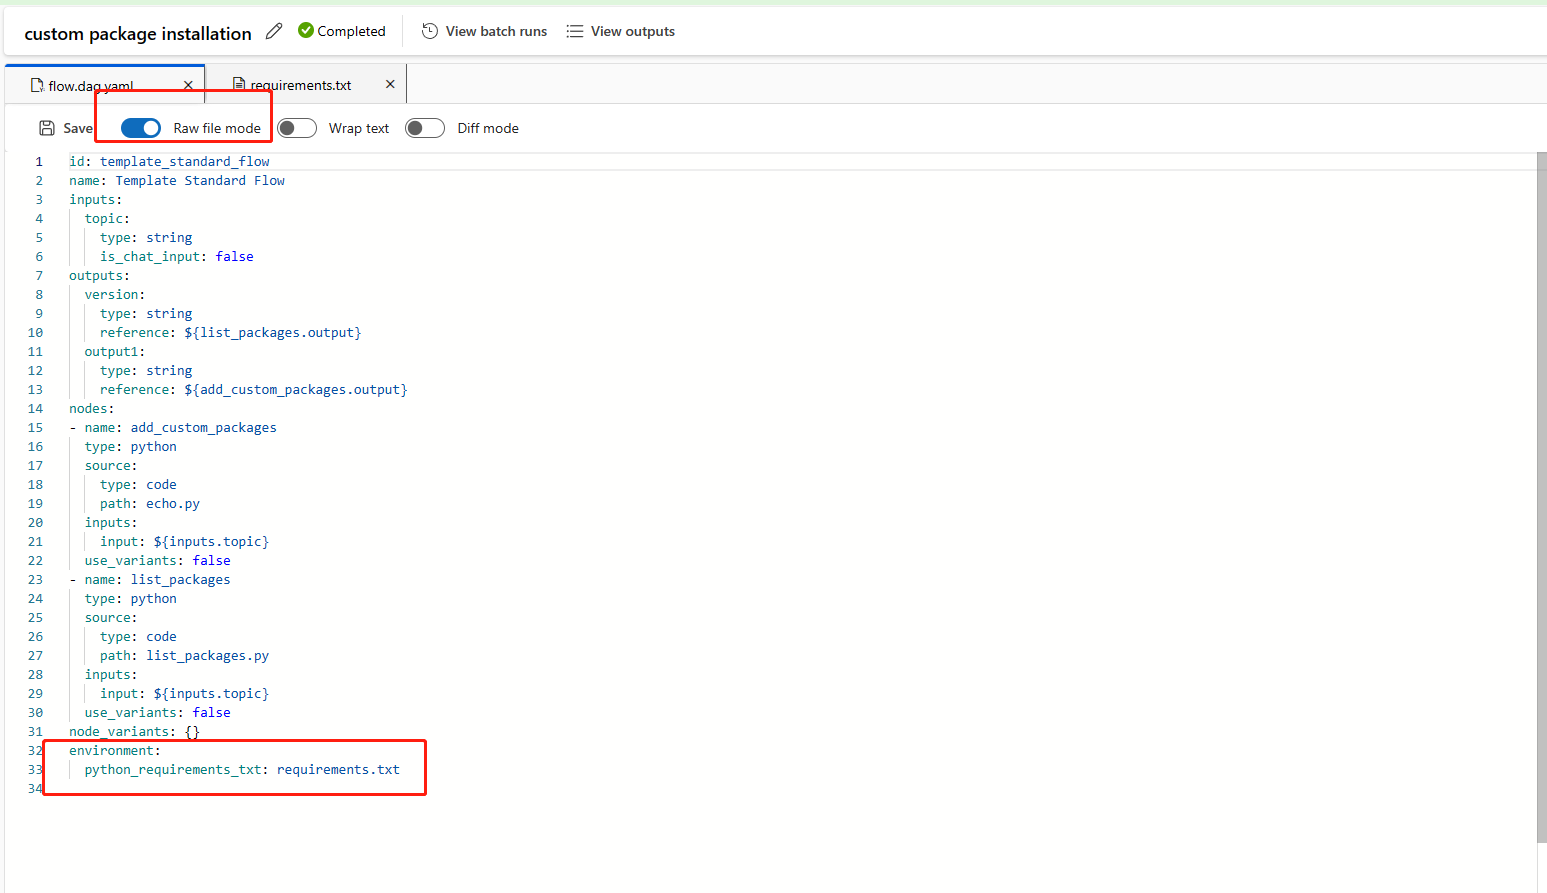 custom package installation Completed View batch runs View outputs
flow.dag.yaml requirements.txt
Save Raw file mode Wrap text Diff mode
1 id: template_standard_flow
2 name: Template Standard Flow
3 inputs:
4 topic:
5 type: string
6 is_chat_input: false
7 outputs:
8 version:
9 type: string
10 reference: ${list_packages.output}
11 output1:
12 type: string
13 reference: ${add_custom_packages.output}
14 nodes:
15 - name: add_custom_packages
16 type: python
17 source:
18 type: code
19 path: echo.py
20 inputs:
21 input: ${inputs.topic}
22 use_variants: false
23 - name: list_packages
24 type: python
25 source:
26 type: code
27 path: list_packages.py
28 inputs:
29 input: ${inputs.topic}
30 use_variants: false
31 node_variants: {}
32 environment:
33 python_requirements_txt: requirements.txt
34